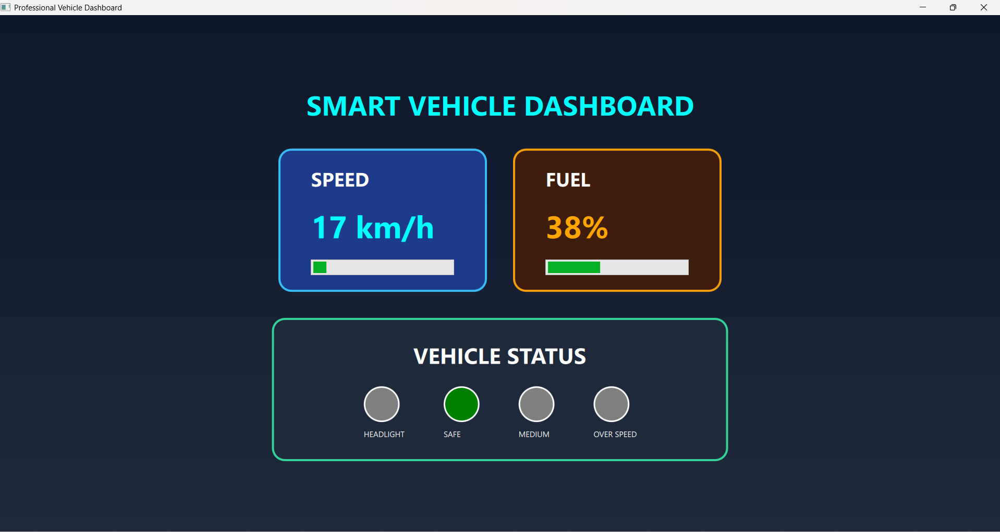 Professional Vehicle Dashboard
SMART VEHICLE DASHBOARD
SPEED
17 km/h
FUEL
38%
VEHICLE STATUS
HEADLIGHT
SAFE
MEDIUM
OVER SPEED